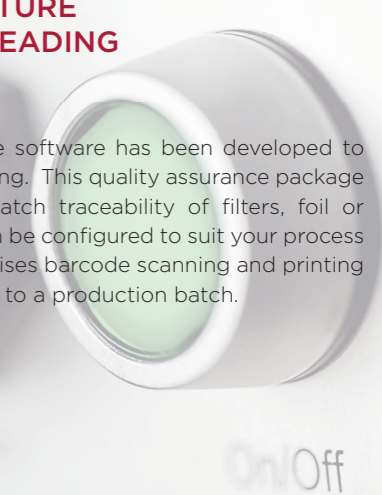 TURE
EADING
e software has been developed to
ng. This quality assurance package
atch traceability of filters, foil or
n be configured to suit your process
ises barcode scanning and printing
to a production batch.
On/Off